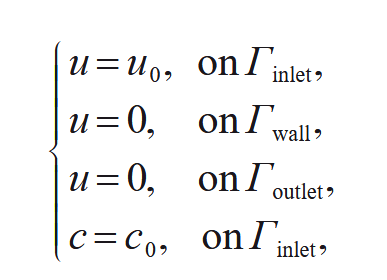 u = u₀, on Γ_inlet,
u = 0, on Γ_wall,
u = 0, on Γ_outlet,
c = c₀, on Γ_inlet,